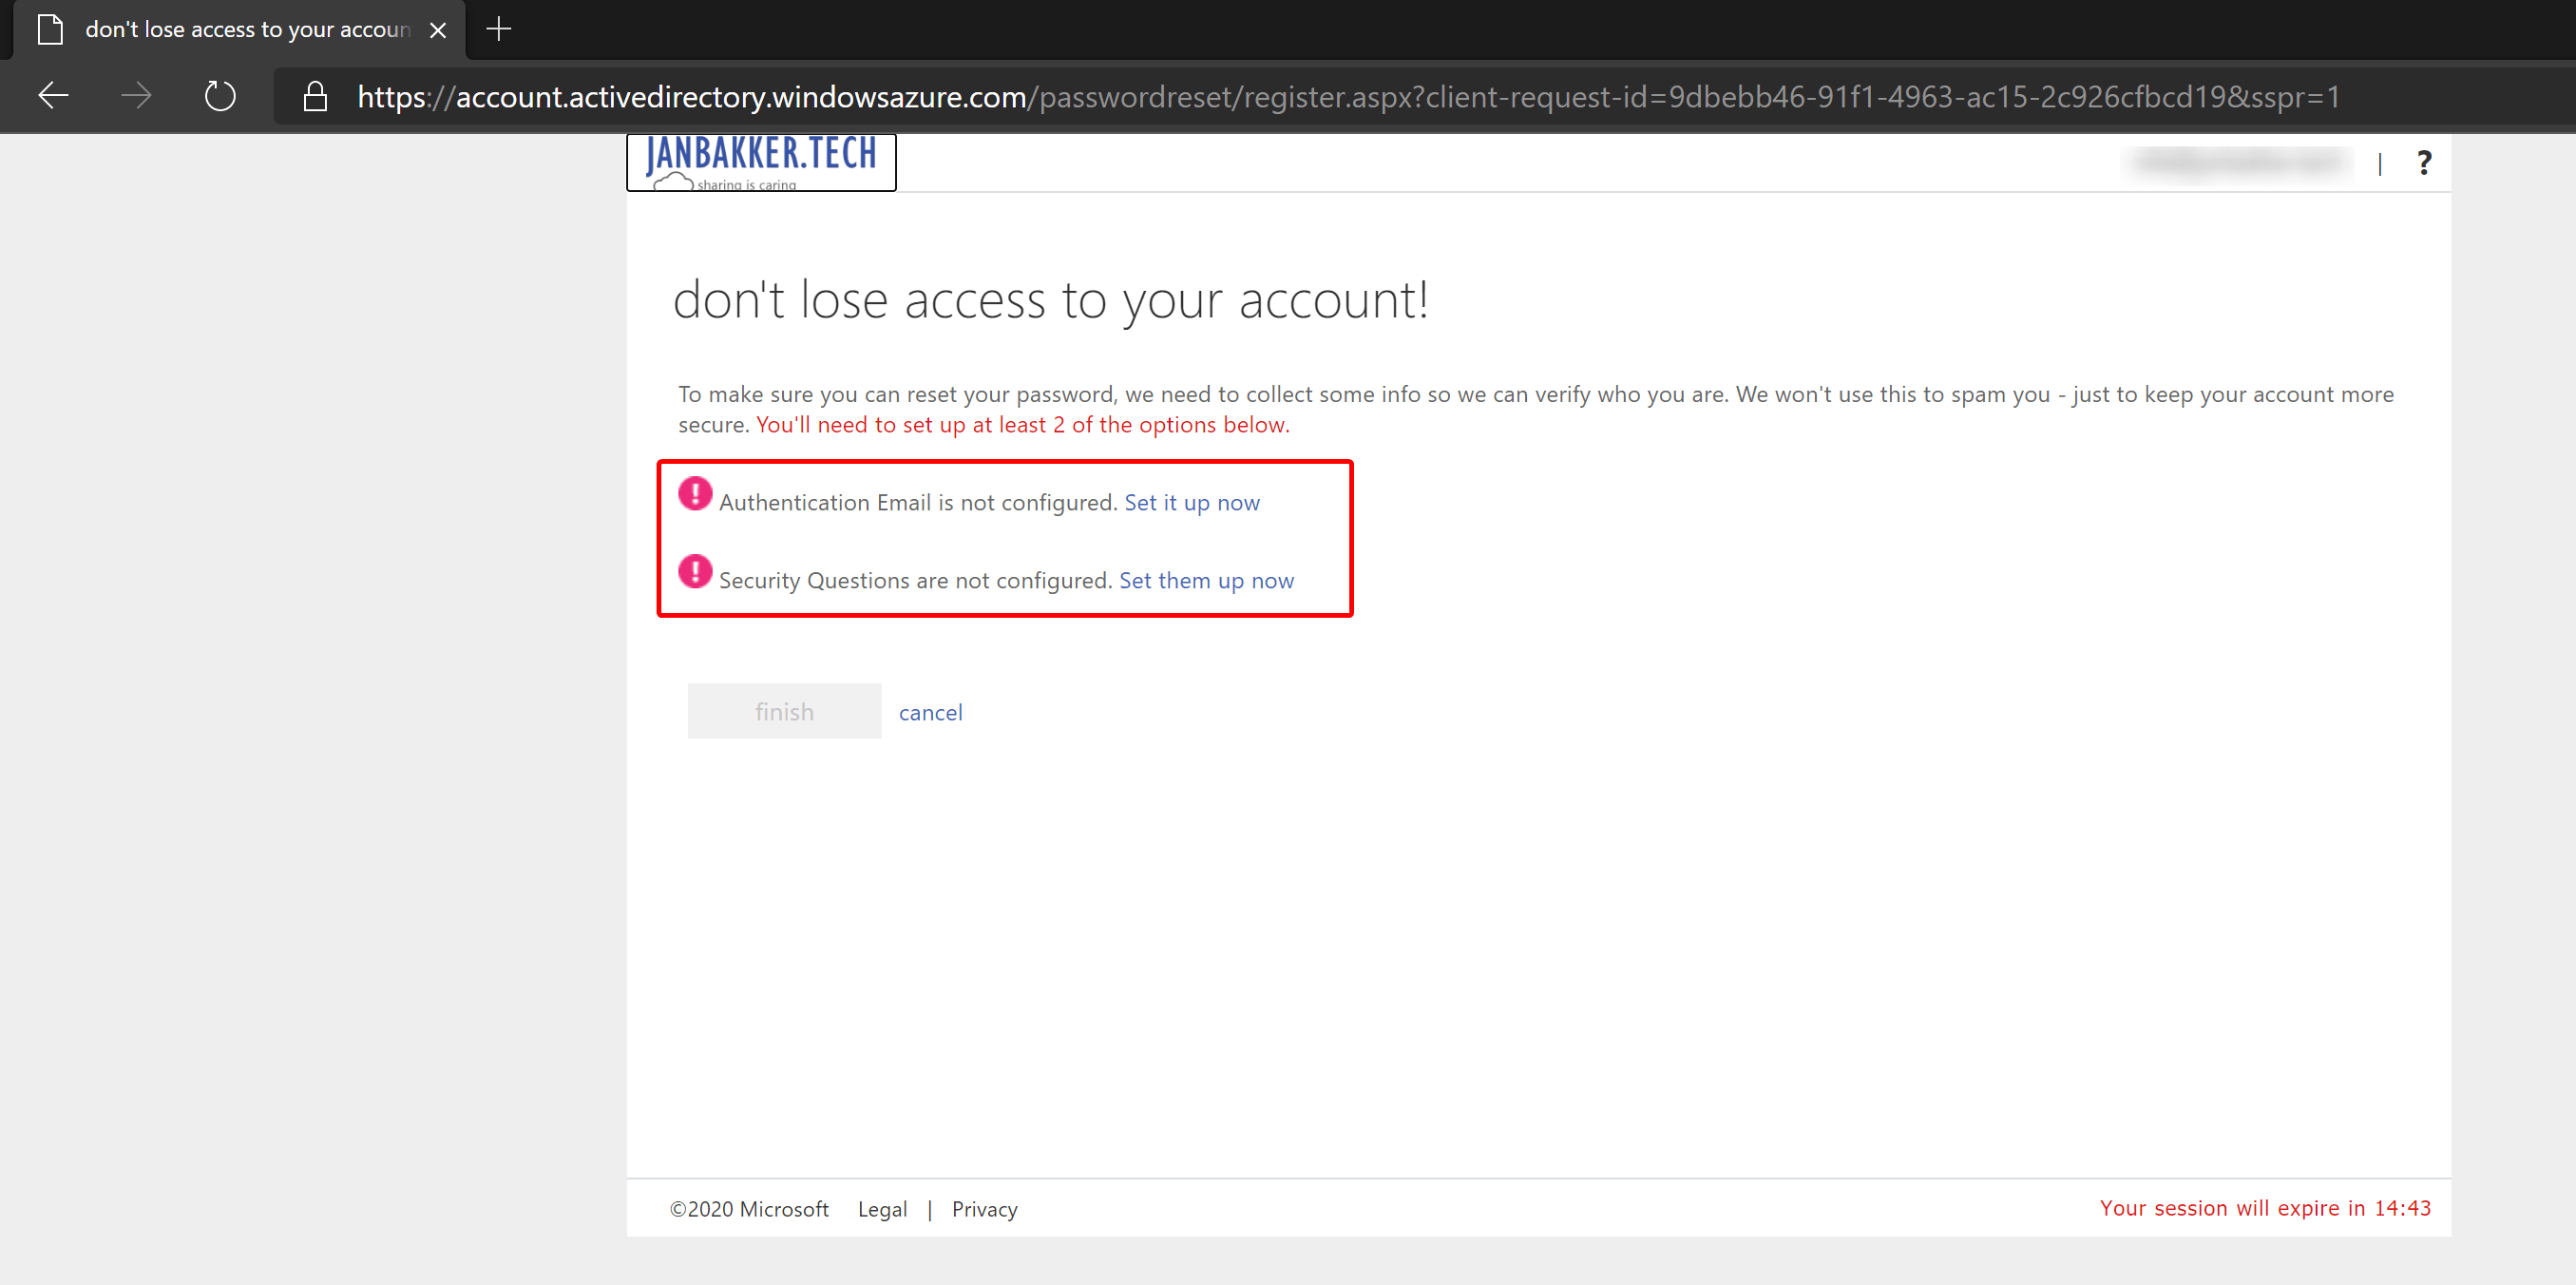 don't lose access to your accoun
https://account.activedirectory.windowsazure.com/passwordreset/register.aspx?client-request-id=9dbebb46-91f1-4963-ac15-2c926cfbcd19&sspr=1
JANBAKKER.TECH
sharing is caring
| ?
don't lose access to your account!
To make sure you can reset your password, we need to collect some info so we can verify who you are. We won't use this to spam you - just to keep your account more
secure. You'll need to set up at least 2 of the options below.
! Authentication Email is not configured. Set it up now
! Security Questions are not configured. Set them up now
finish cancel
©2020 Microsoft Legal | Privacy Your session will expire in 14:43